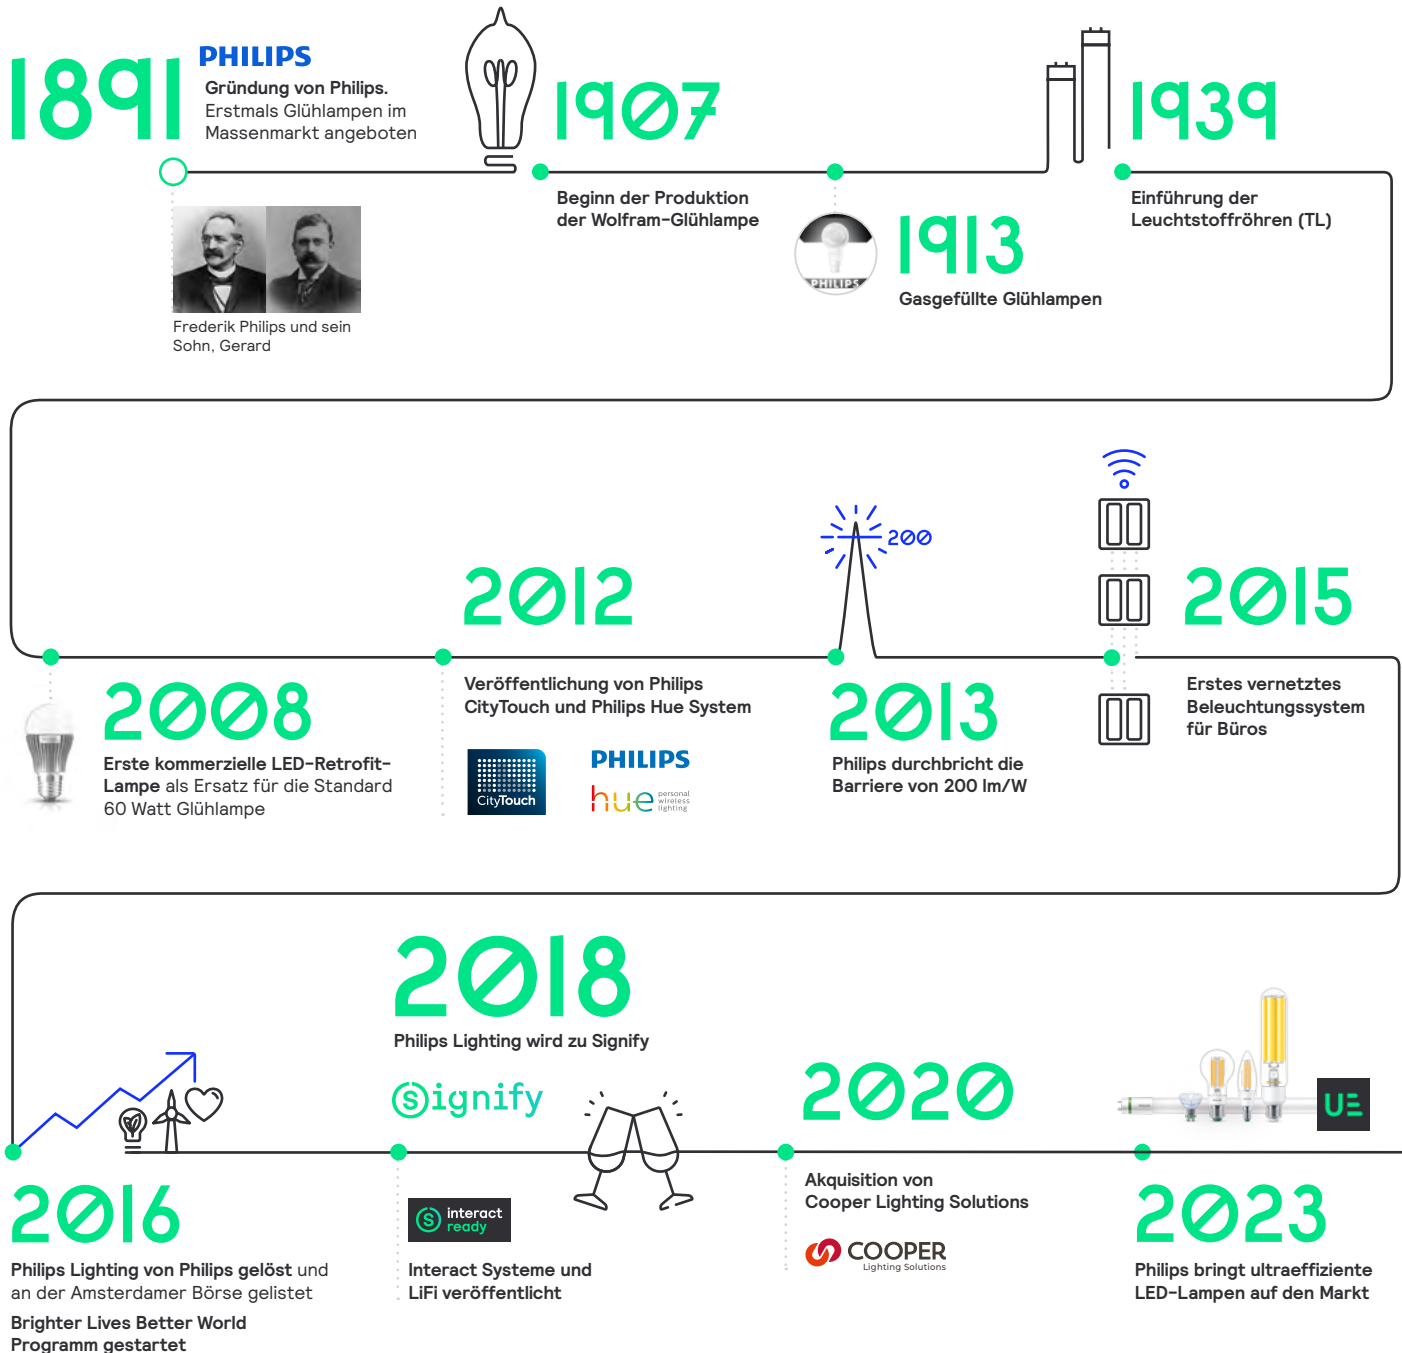 1891
PHILIPS
Gründung von Philips.
Erstmals Glühlampen im
Massenmarkt angeboten
Frederik Philips und sein
Sohn, Gerard
1907
Beginn der Produktion
der Wolfram-Glühlampe
PHILIPS
1913
Gasgefüllte Glühlampen
1939
Einführung der
Leuchtstoffröhren (TL)
2008
Erste kommerzielle LED-Retrofit-
Lampe als Ersatz für die Standard
60 Watt Glühlampe
2012
Veröffentlichung von Philips
CityTouch und Philips Hue System
CityTouch
PHILIPS
hue personal
wireless
lighting
200
2013
Philips durchbricht die
Barriere von 200 lm/W
2015
Erstes vernetztes
Beleuchtungssystem
für Büros
2016
Philips Lighting von Philips gelöst und
an der Amsterdamer Börse gelistet
Brighter Lives Better World
Programm gestartet
2018
Philips Lighting wird zu Signify
Signify
S interact
ready
Interact Systeme und
LiFi veröffentlicht
2020
Akquisition von
Cooper Lighting Solutions
COOPER
Lighting Solutions
UE
2023
Philips bringt ultraeffiziente
LED-Lampen auf den Markt